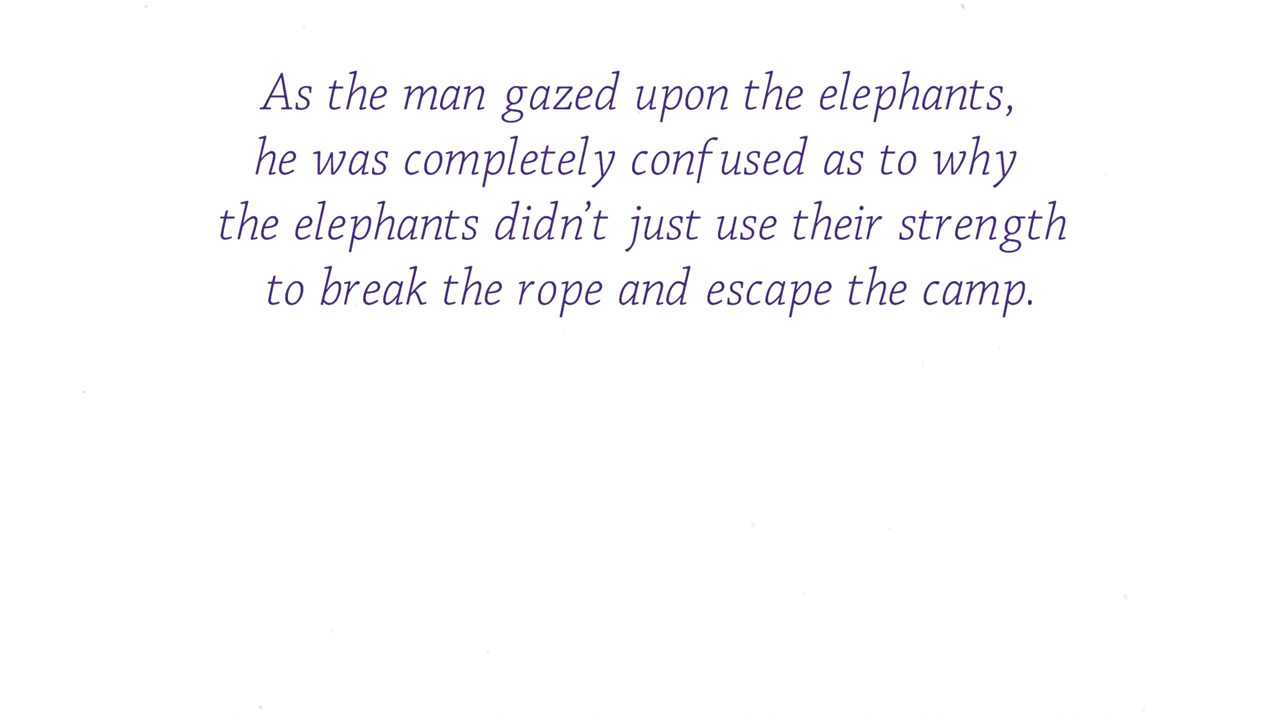 As the man gazed upon the elephants,
he was completely confused as to why
the elephants didn’t just use their strength
to break the rope and escape the camp.